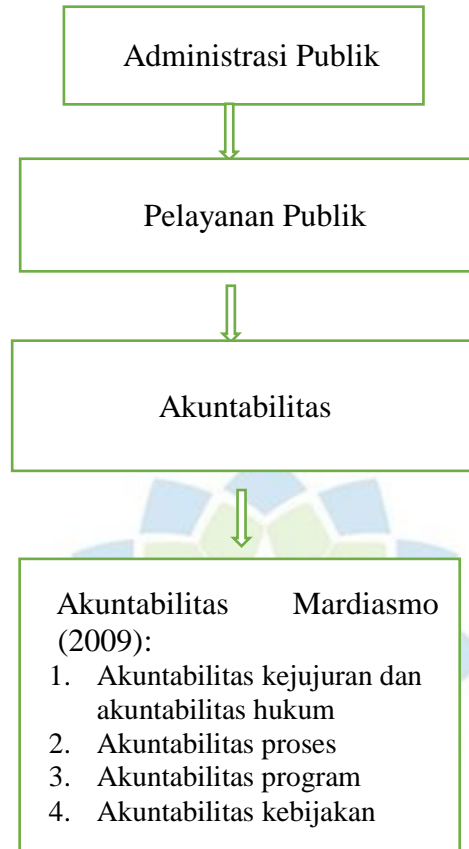 Administrasi Publik
Pelayanan Publik
Akuntabilitas
Akuntabilitas Mardiasmo
(2009):
1. Akuntabilitas kejujuran dan
akuntabilitas hukum
2. Akuntabilitas proses
3. Akuntabilitas program
4. Akuntabilitas kebijakan